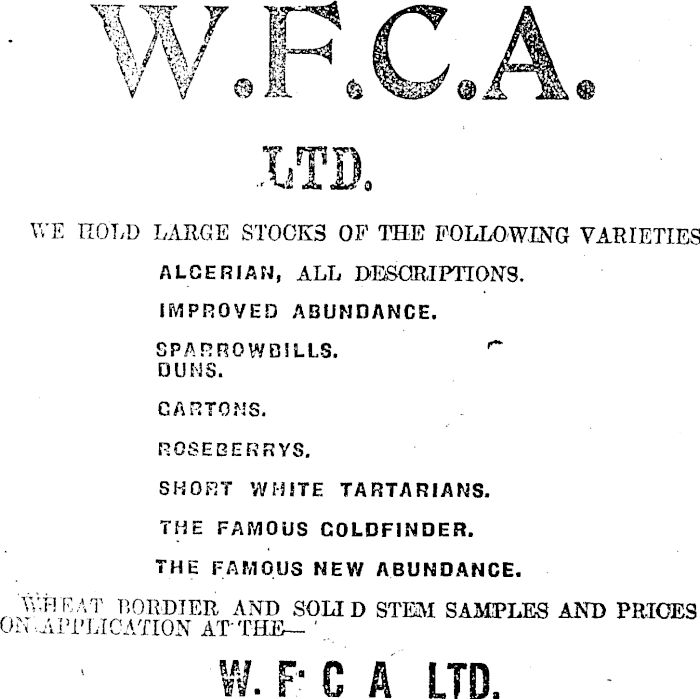 W.F.C.A.
LTD.
WE HOLD LARGE STOCKS OF THE FOLLOWING VARIETIES
ALGERIAN, ALL DESCRIPTIONS.
IMPROVED ABUNDANCE.
SPARROWBILLS.
DUNS.
GARTONS.
ROSEBERRYS.
SHORT WHITE TARTARIANS.
THE FAMOUS GOLDFINDER.
THE FAMOUS NEW ABUNDANCE.
WHEAT BORDIER AND SOLI D STEM SAMPLES AND PRICES
ON APPLICATION AT THE—
W. F. C A LTD.